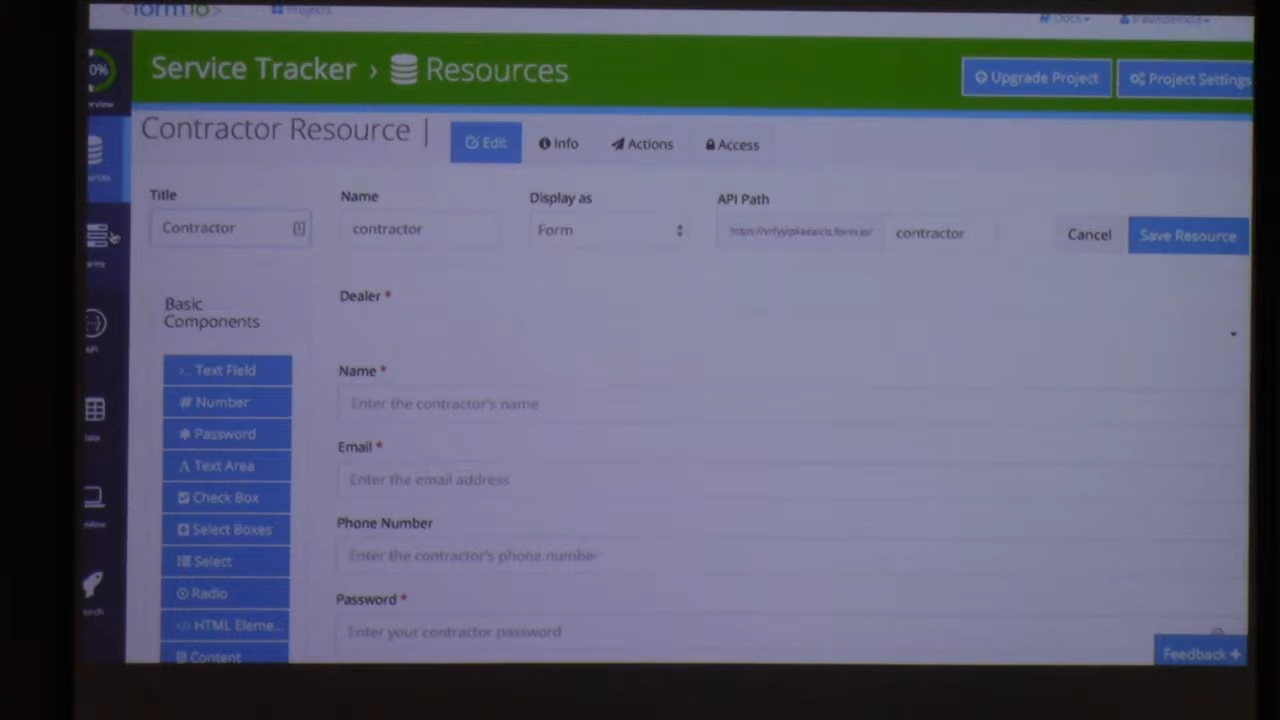 <form.io>
Projects
Docs
0%
Service Tracker › Resources
Upgrade Project
Project Settings
Contractor Resource |
Edit
Info
Actions
Access
Title
Name
Display as
API Path
Contractor
contractor
Form
contractor
Cancel
Save Resource
Basic
Components
Dealer *
Text Field
Number
Password
Text Area
Check Box
Select Boxes
Select
Radio
HTML Eleme...
Content
Name *
Enter the contractor's name
Email *
Enter the email address
Phone Number
Enter the contractor's phone number
Password *
Enter your contractor password
Feedback +